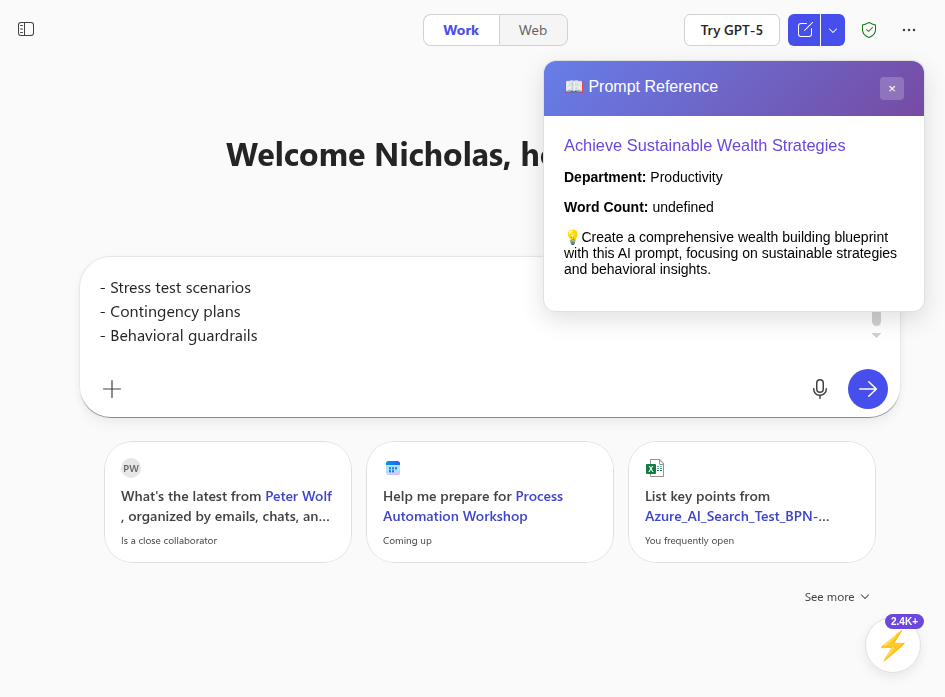 Work
Web
Try GPT-5
📖 Prompt Reference
×
Welcome Nicholas,
Achieve Sustainable Wealth Strategies
Department: Productivity
Word Count: undefined
💡Create a comprehensive wealth building blueprint
with this AI prompt, focusing on sustainable strategies
and behavioral insights.
- Stress test scenarios
- Contingency plans
- Behavioral guardrails
PW
What's the latest from Peter Wolf
, organized by emails, chats, an...
Is a close collaborator
Help me prepare for Process
Automation Workshop
Coming up
List key points from
Azure_AI_Search_Test_BPN-...
You frequently open
See more
2.4K+